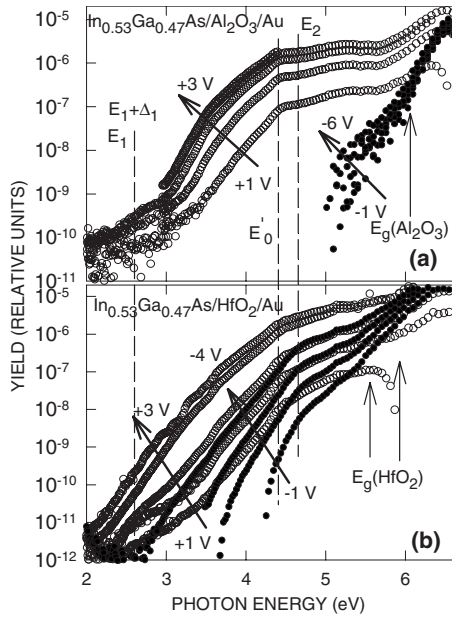 In0.53Ga0.47As/Al2O3/Au
E2
10-5
10-6
+3 V
10-7
E1+Δ1
-6 V
10-8
E1
10-9
+1 V
-1 V
E'0
Eg(Al2O3)
10-10
10-11
(a)
In0.53Ga0.47As/HfO2/Au
10-5
10-6
-4 V
10-7
+3 V
10-8
10-9
Eg(HfO2)
-1 V
10-10
10-11
+1 V
(b)
10-12
2 3 4 5 6
PHOTON ENERGY (eV)
YIELD (RELATIVE UNITS)